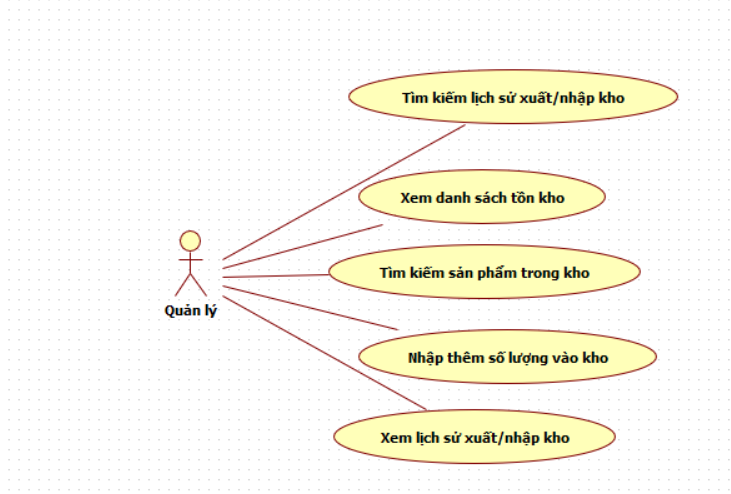 Tìm kiếm lịch sử xuất/nhập kho
Xem danh sách tồn kho
Tìm kiếm sản phẩm trong kho
Quản lý
Nhập thêm số lượng vào kho
Xem lịch sử xuất/nhập kho